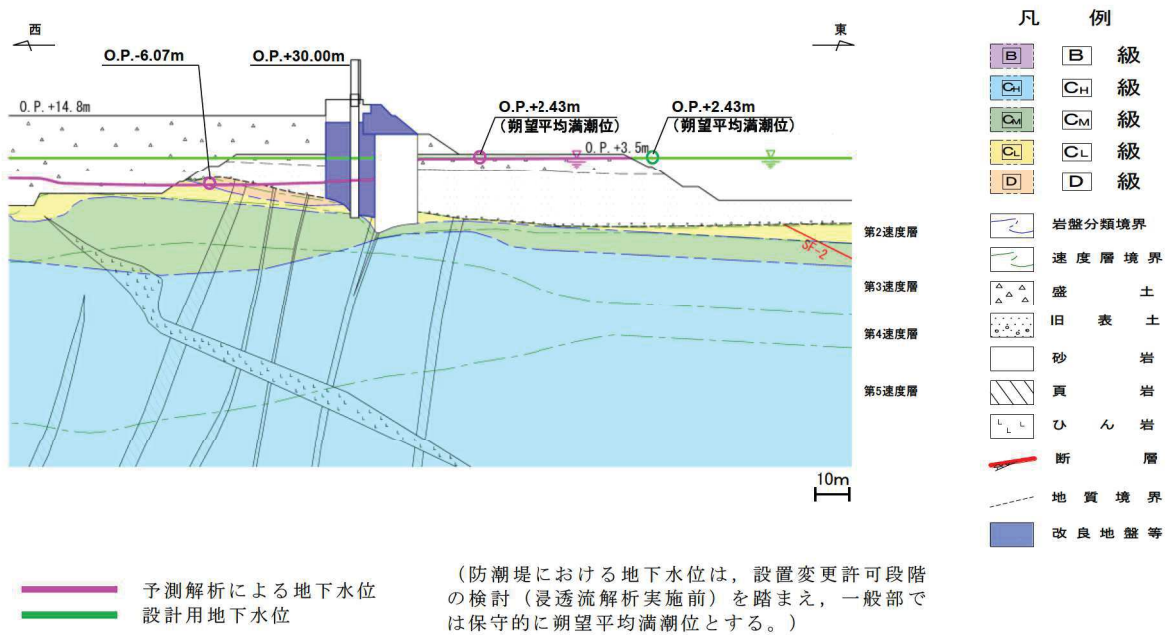 西
東
O.P.-6.07m
O.P.+30.00m
O.P.+14.8m
O.P.+2.43m
(朔望平均満潮位)
O.P.+2.43m
(朔望平均満潮位)
O.P.+3.5m
SF-2
第2速度層
第3速度層
第4速度層
第5速度層
10m
凡 例
B B 級
CH CH 級
CM CM 級
CL CL 級
D D 級
岩盤分類境界
速度層境界
盛 土
旧 表 土
砂 岩
頁 岩
ひ ん 岩
断 層
地 質 境 界
改 良 地 盤 等
予測解析による地下水位
設計用地下水位
(防潮堤における地下水位は，設置変更許可段階
の検討（浸透流解析実施前）を踏まえ，一般部で
は保守的に朔望平均満潮位とする。)